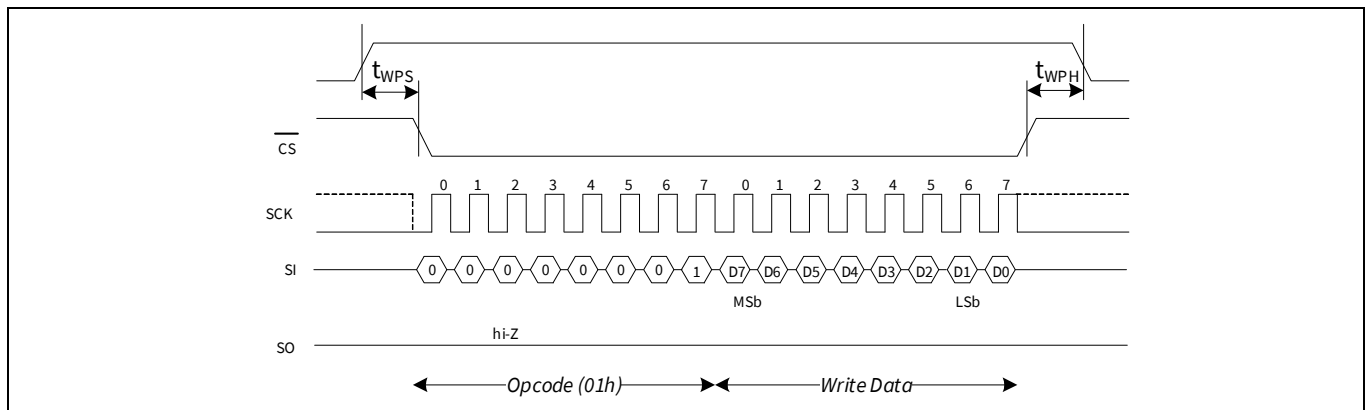 tWPS tWPH
CS
0 1 2 3 4 5 6 7 0 1 2 3 4 5 6 7
SCK
SI 0 0 0 0 0 0 0 1 D7 D6 D5 D4 D3 D2 D1 D0
MSb LSb
hi-Z
SO
Opcode (01h) Write Data